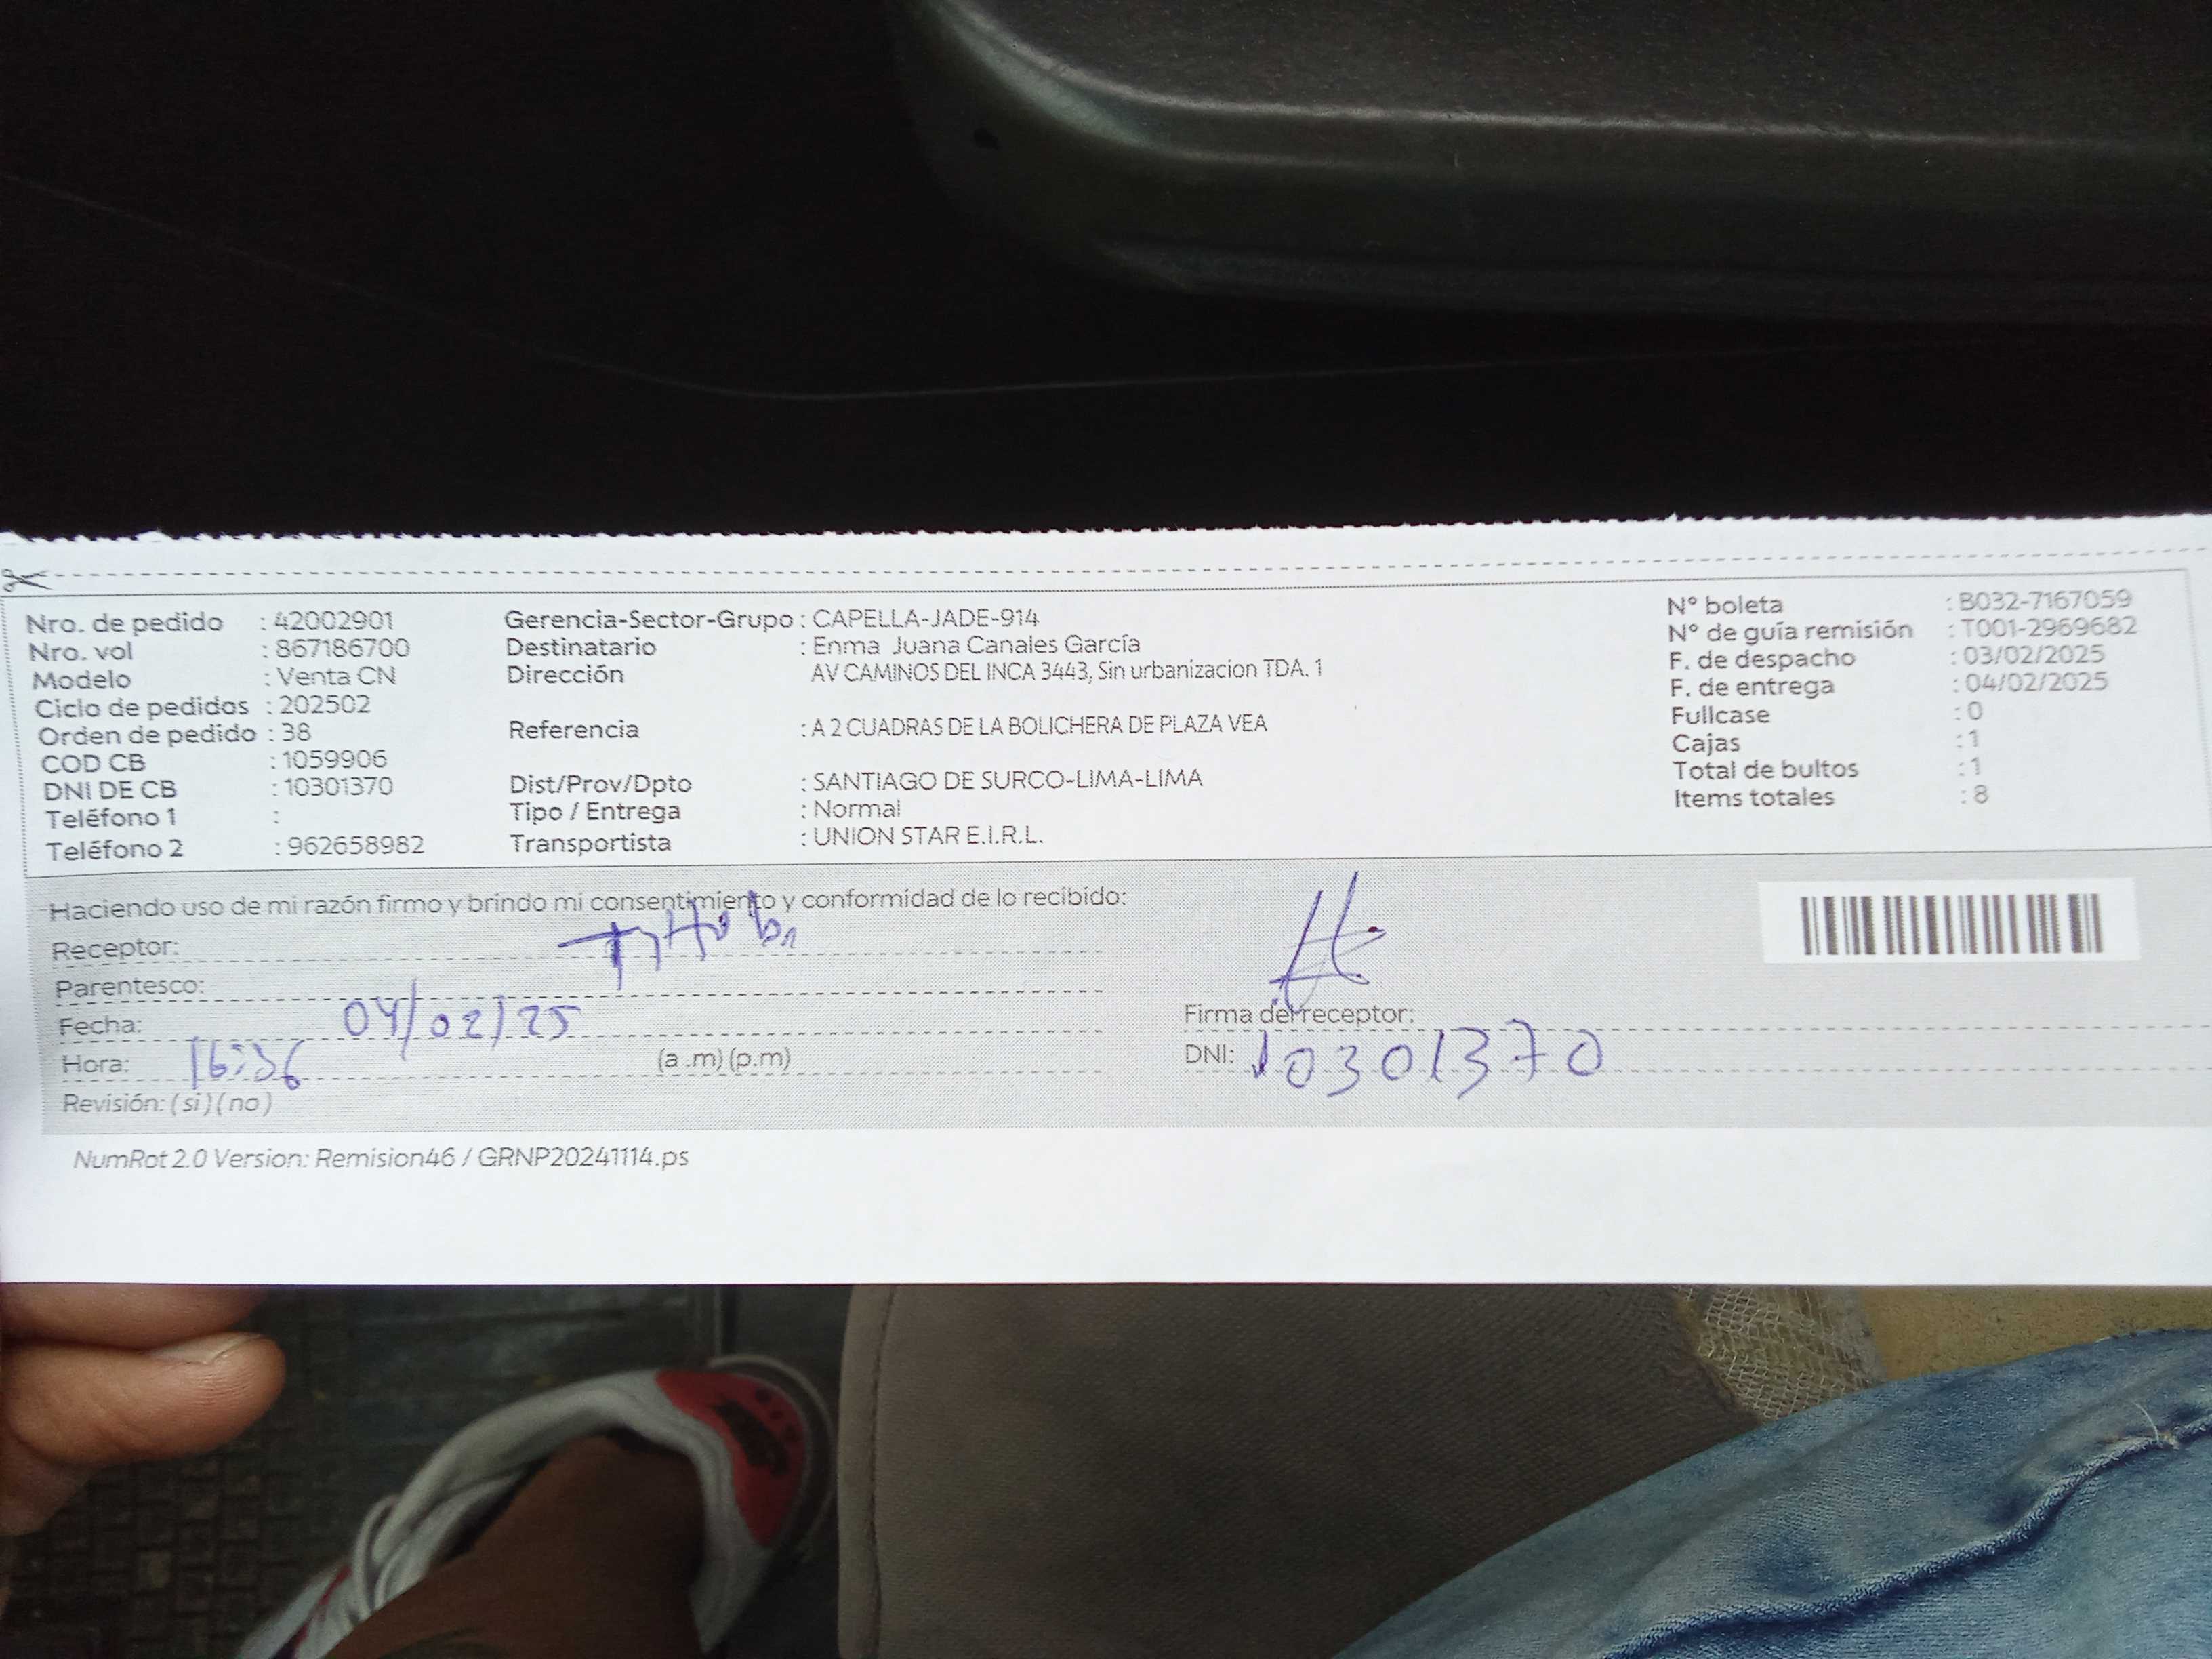 Nro. de pedido : 42002901
Nro. vol : 867186700
Modelo : Venta CN
Ciclo de pedidos : 202502
Orden de pedido : 38
COD CB : 1059906
DNI DE CB : 10301370
Teléfono 1 :
Teléfono 2 : 962658982
Gerencia-Sector-Grupo : CAPELLA-JADE-914
Destinatario : Enma Juana Canales García
Dirección AV CAMINOS DEL INCA 3443, Sin urbanizacion TDA. 1
Referencia : A 2 CUADRAS DE LA BOLICHERA DE PLAZA VEA
Dist/Prov/Dpto : SANTIAGO DE SURCO-LIMA-LIMA
Tipo / Entrega : Normal
Transportista : UNION STAR E.I.R.L.
N° boleta : B032-7167059
N° de guía remisión : T001-2969682
F. de despacho : 03/02/2025
F. de entrega : 04/02/2025
Fullcase : 0
Cajas : 1
Total de bultos : 1
Items totales : 8
Haciendo uso de mi razón firmo y brindo mi consentimiento y conformidad de lo recibido:
Receptor:
Parentesco:
Fecha: 04/02/25
Hora: 16:36 (a .m) (p.m)
Revisión: ( si ) ( no )
Firma del receptor:
DNI: 10301370
NumRot 2.0 Version: Remision46 / GRNP20241114.ps